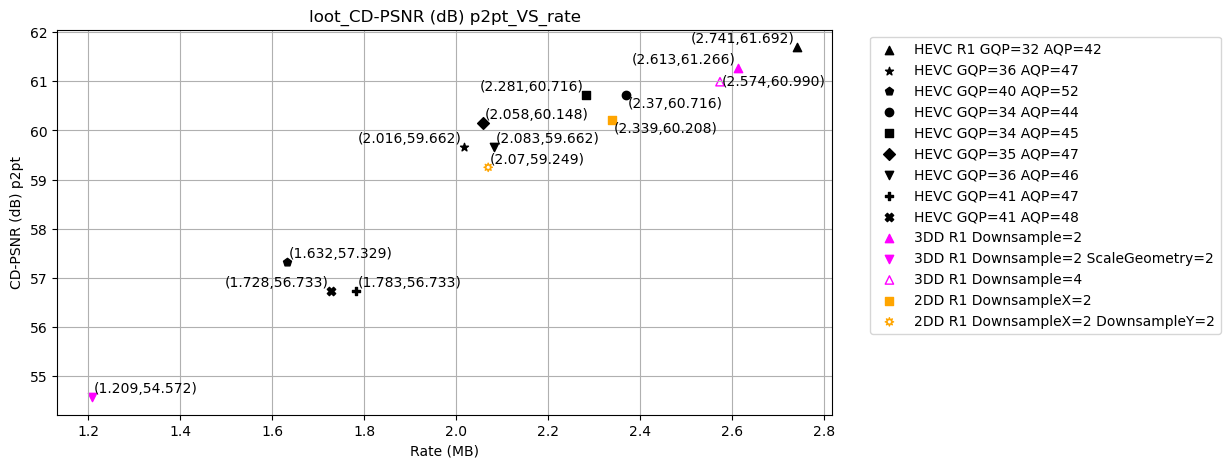 loot_CD-PSNR (dB) p2pt_VS_rate
CD-PSNR (dB) p2pt
62
61
60
59
58
57
56
55
(2.741,61.692)
(2.613,61.266)
(2.574,60.990)
(2.281,60.716)
(2.37,60.716)
(2.058,60.148)
(2.339,60.208)
(2.016,59.662)
(2.083,59.662)
(2.07,59.249)
(1.632,57.329)
(1.728,56.733)
(1.783,56.733)
(1.209,54.572)
1.2
1.4
1.6
1.8
2.0
2.2
2.4
2.6
2.8
Rate (MB)
HEVC R1 GQP=32 AQP=42
HEVC GQP=36 AQP=47
HEVC GQP=40 AQP=52
HEVC GQP=34 AQP=44
HEVC GQP=34 AQP=45
HEVC GQP=35 AQP=47
HEVC GQP=36 AQP=46
HEVC GQP=41 AQP=47
HEVC GQP=41 AQP=48
3DD R1 Downsample=2
3DD R1 Downsample=2 ScaleGeometry=2
3DD R1 Downsample=4
2DD R1 DownsampleX=2
2DD R1 DownsampleX=2 DownsampleY=2